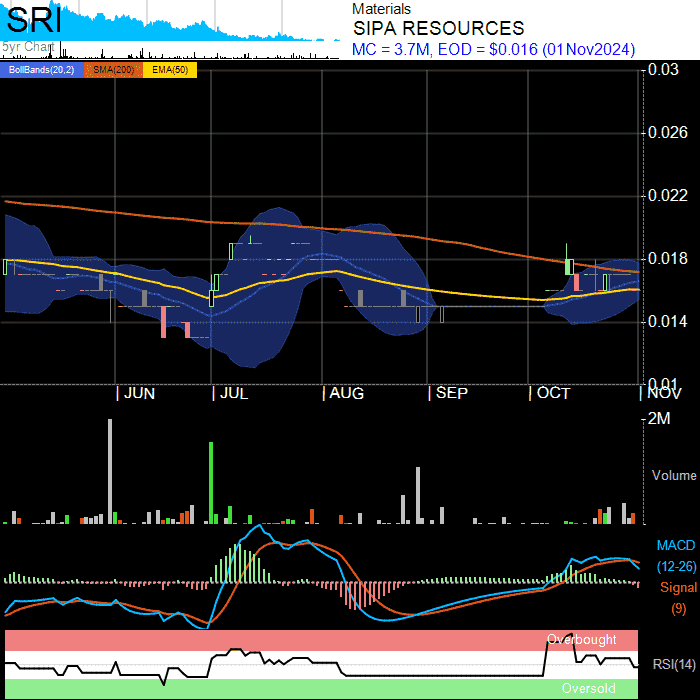 SRI
5yr Chart
Materials
SIPA RESOURCES
MC = 3.7M, EOD = $0.016 (01Nov2024)
BollBands(20,2) SMA(200) EMA(50)
0.03
0.026
0.022
0.018
0.014
0.01
JUN JUL AUG SEP OCT NOV
2M
Volume
MACD
(12-26)
Signal
(9)
Overbought
RSI(14)
Oversold